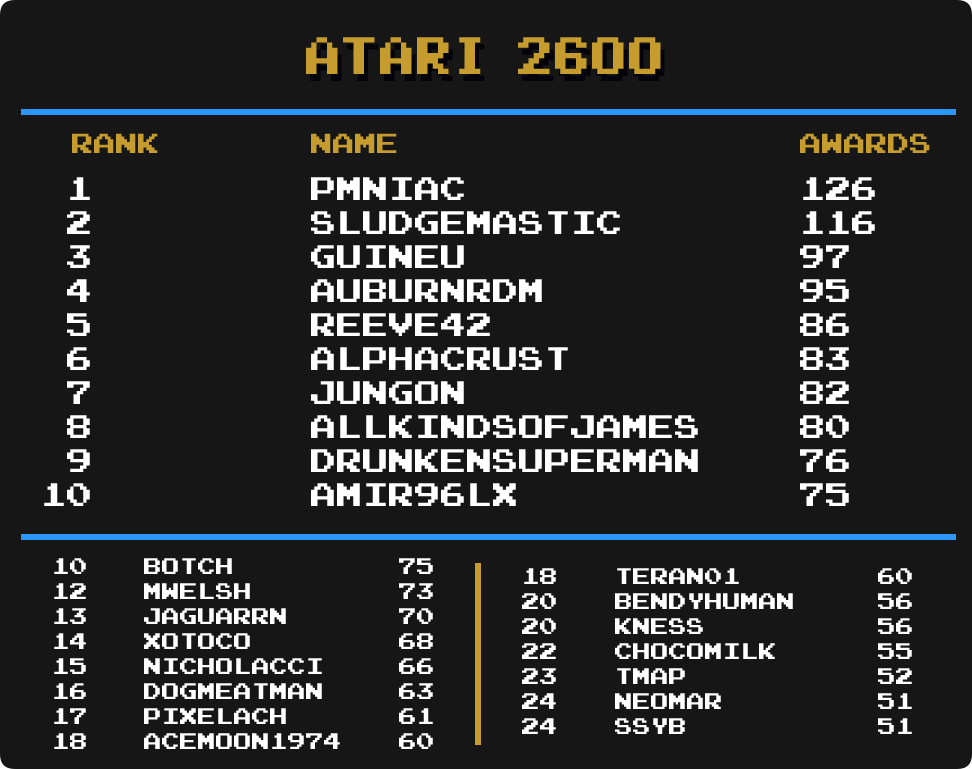 ATARI 2600
RANK NAME AWARDS
1 PMNIAC 126
2 SLUDGEMASTIC 116
3 GUINEU 97
4 AUBURNRDM 95
5 REEVE42 86
6 ALPHACRUST 83
7 JUNGON 82
8 ALLKINDSOFJAMES 80
9 DRUNKENSUPERMAN 76
10 AMIR96LX 75
10 BOTCH 75
12 MWELSH 73
13 JAGUARRN 70
14 XOTOCO 68
15 NICHOLACCI 66
16 DOGMEATMAN 63
17 PIXELACH 61
18 ACEMOON1974 60
18 TERAN01 60
20 BENDYHUMAN 56
20 KNESS 56
22 CHOCOMILK 55
23 TMAP 52
24 NEOMAR 51
24 SSYB 51